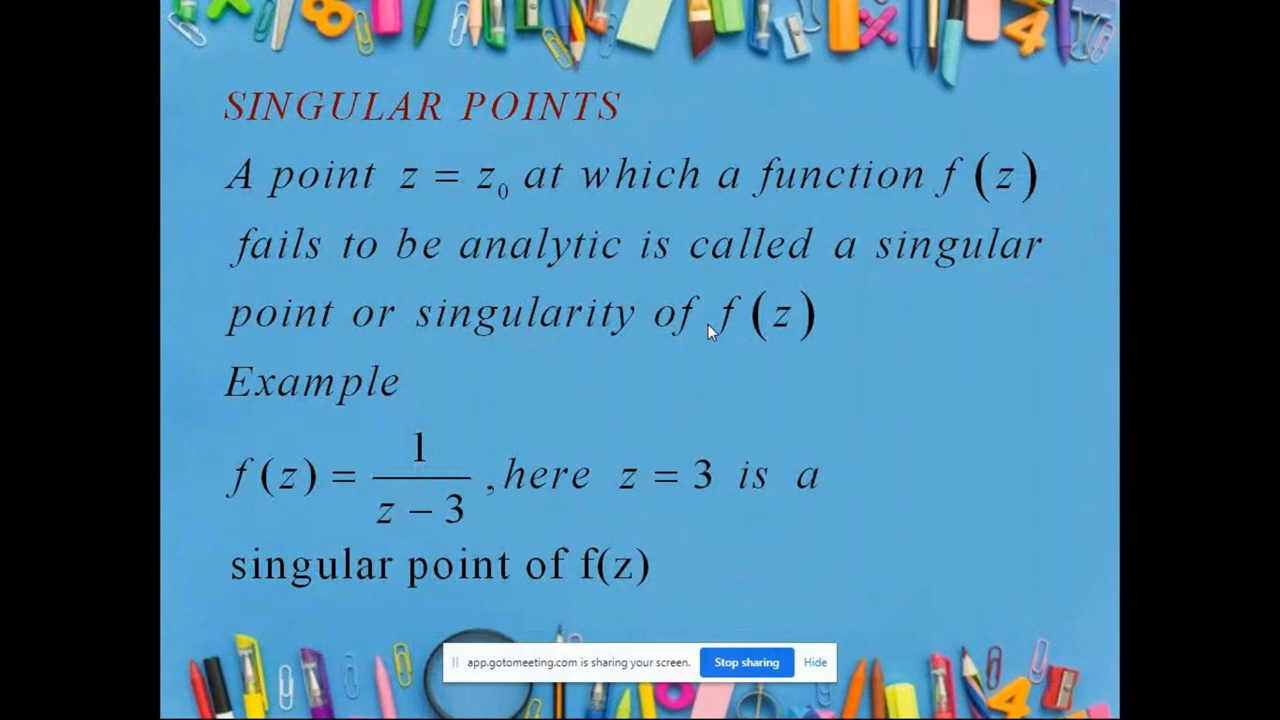 SINGULAR POINTS
A point z = z₀ at which a function f (z)
fails to be analytic is called a singular
point or singularity of f (z)
Example
f (z) = 1/(z − 3) , here z = 3 is a
singular point of f(z)
app.gotomeeting.com is sharing your screen. Stop sharing Hide